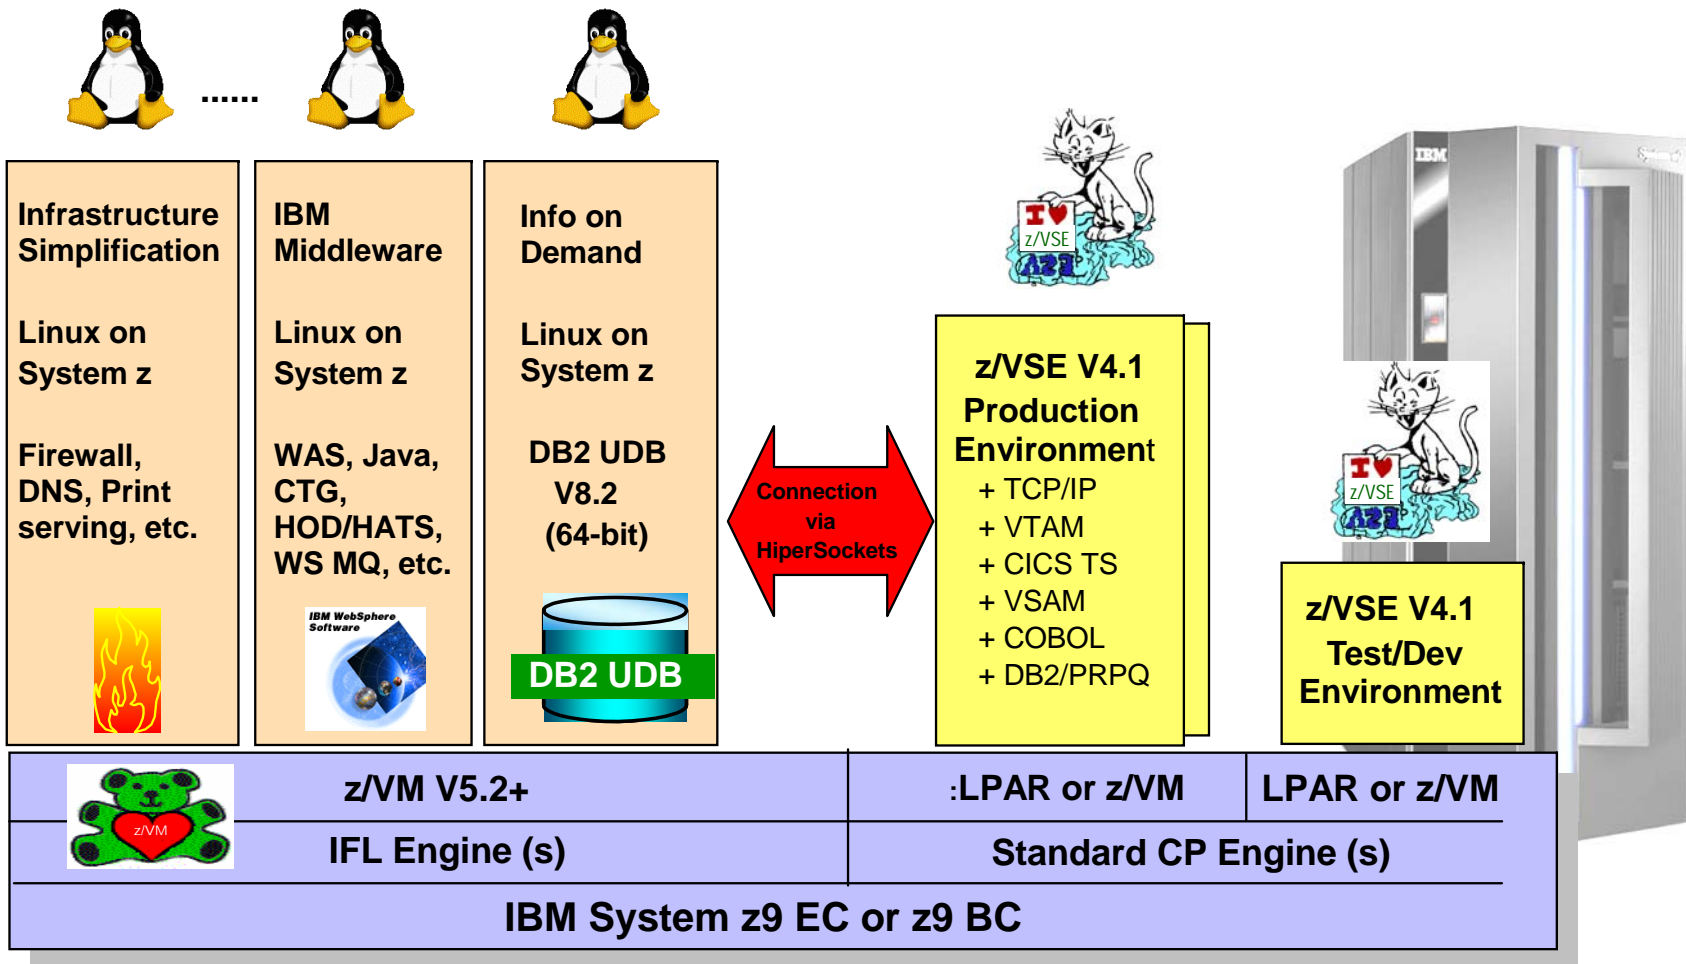 ......
Infrastructure
Simplification
Linux on
System z
Firewall,
DNS, Print
serving, etc.
IBM
Middleware
Linux on
System z
WAS, Java,
CTG,
HOD/HATS,
WS MQ, etc.
IBM WebSphere
Software
Info on
Demand
Linux on
System z
DB2 UDB
V8.2
(64-bit)
DB2 UDB
Connection
via
HiperSockets
I ♥
z/VSE
z/VSE V4.1
Production
Environment
+ TCP/IP
+ VTAM
+ CICS TS
+ VSAM
+ COBOL
+ DB2/PRPQ
IBM
I ♥
z/VSE
z/VSE V4.1
Test/Dev
Environment
z/VM
z/VM V5.2+
:LPAR or z/VM
LPAR or z/VM
IFL Engine (s)
Standard CP Engine (s)
IBM System z9 EC or z9 BC